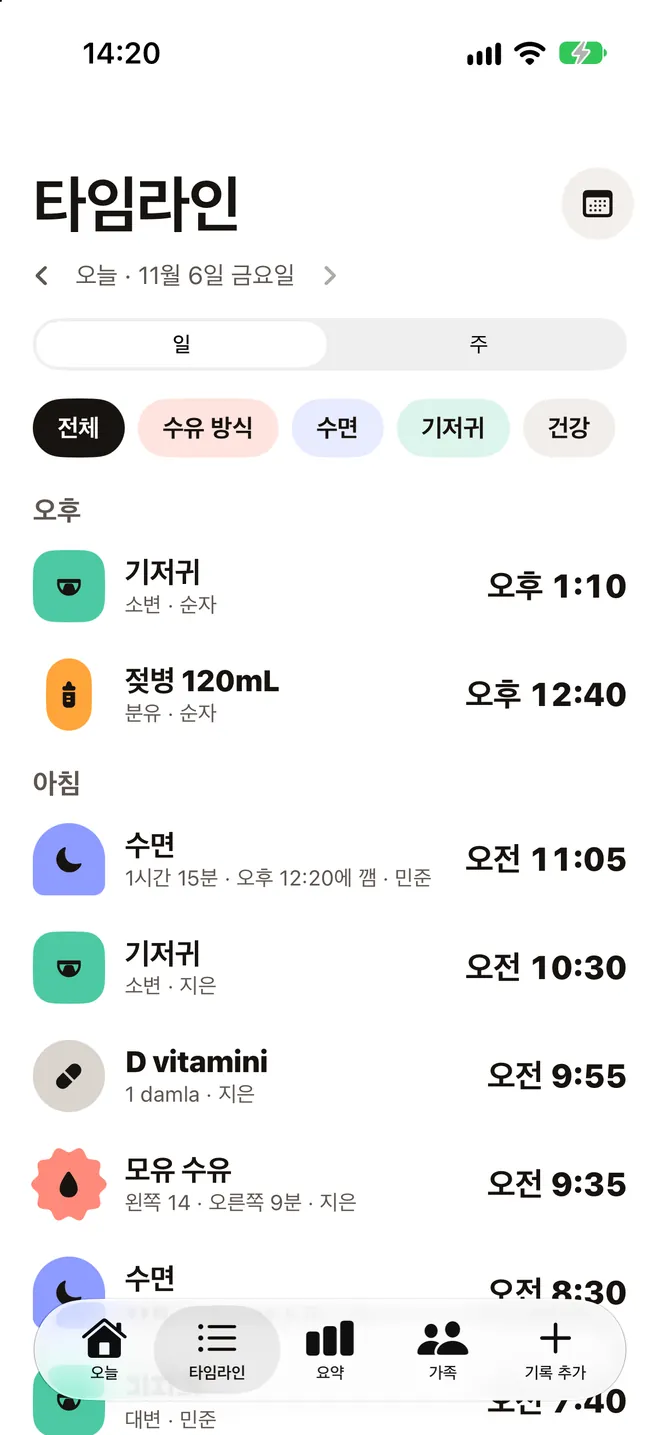 14:20
타임라인
오늘 · 11월 6일 금요일
일 주
전체 수유 방식 수면 기저귀 건강
오후
기저귀
소변 · 순자
오후 1:10
젖병 120mL
분유 · 순자
오후 12:40
아침
수면
1시간 15분 · 오후 12:20에 깸 · 민준
오전 11:05
기저귀
소변 · 지은
오전 10:30
D vitamini
1 damla · 지은
오전 9:55
모유 수유
왼쪽 14 · 오른쪽 9분 · 지은
오전 9:35
수면
오전 8:30
대변 · 민준
오전 7:40
오늘 타임라인 요약 가족 기록 추가